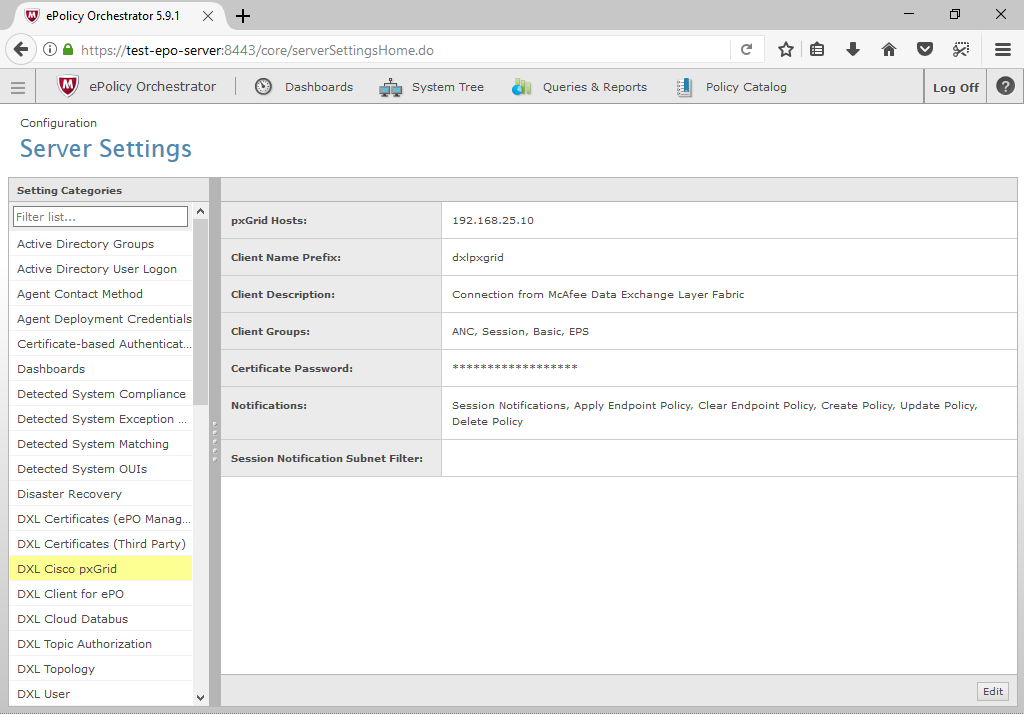 ePolicy Orchestrator 5.9.1
https://test-epo-server:8443/core/serverSettingsHome.do
ePolicy Orchestrator Dashboards System Tree Queries & Reports Policy Catalog Log Off ?
Configuration
Server Settings
Setting Categories
Filter list...
Active Directory Groups
Active Directory User Logon
Agent Contact Method
Agent Deployment Credentials
Certificate-based Authenticat...
Dashboards
Detected System Compliance
Detected System Exception ...
Detected System Matching
Detected System OUIs
Disaster Recovery
DXL Certificates (ePO Manag...
DXL Certificates (Third Party)
DXL Cisco pxGrid
DXL Client for ePO
DXL Cloud Databus
DXL Topic Authorization
DXL Topology
DXL User
pxGrid Hosts: 192.168.25.10
Client Name Prefix: dxlpxgrid
Client Description: Connection from McAfee Data Exchange Layer Fabric
Client Groups: ANC, Session, Basic, EPS
Certificate Password: ******************
Notifications: Session Notifications, Apply Endpoint Policy, Clear Endpoint Policy, Create Policy, Update Policy,
Delete Policy
Session Notification Subnet Filter:
Edit